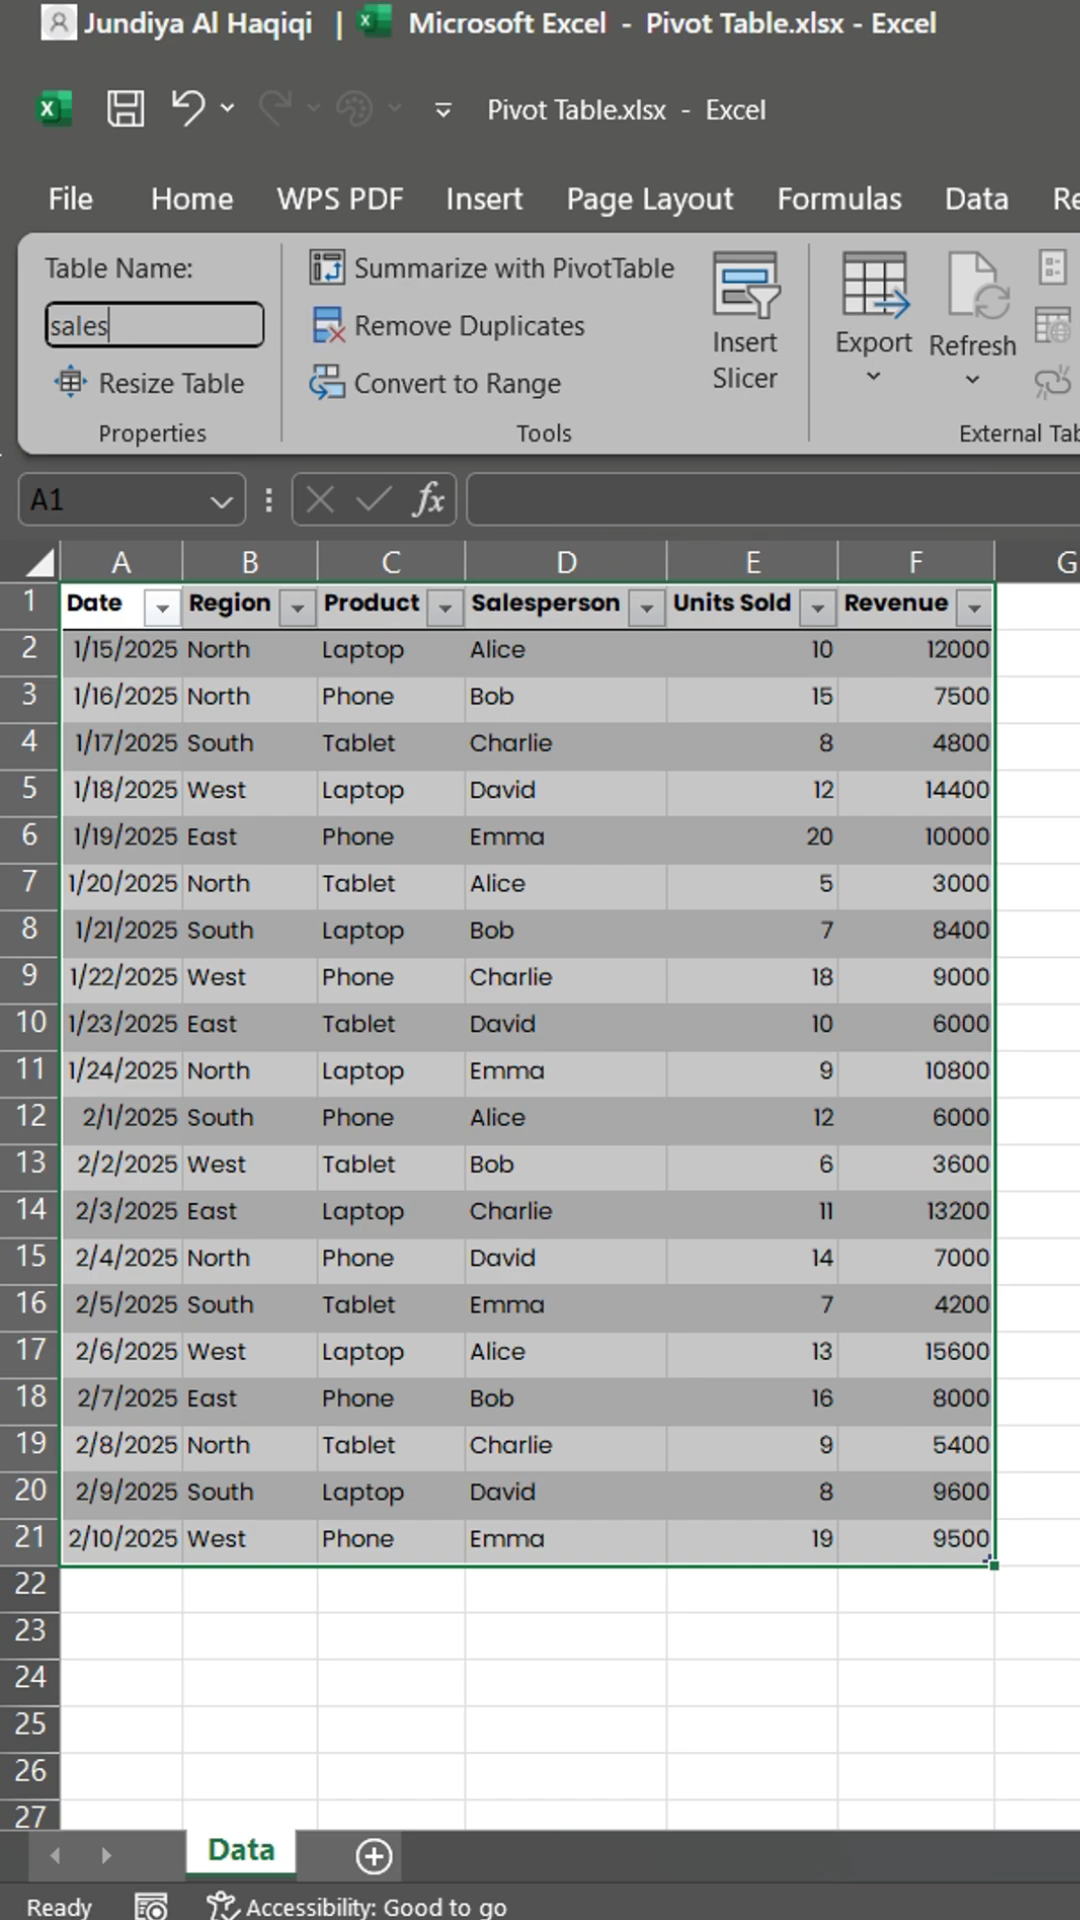 Jundiya Al Haqiqi | Microsoft Excel - Pivot Table.xlsx - Excel
Pivot Table.xlsx - Excel
File Home WPS PDF Insert Page Layout Formulas Data Re
Table Name:
sales
Resize Table
Properties
Summarize with PivotTable
Remove Duplicates
Convert to Range
Tools
Insert
Slicer
Export
Refresh
External Tab
A1 fx
A B C D E F G
1 Date Region Product Salesperson Units Sold Revenue
2 1/15/2025 North Laptop Alice 10 12000
3 1/16/2025 North Phone Bob 15 7500
4 1/17/2025 South Tablet Charlie 8 4800
5 1/18/2025 West Laptop David 12 14400
6 1/19/2025 East Phone Emma 20 10000
7 1/20/2025 North Tablet Alice 5 3000
8 1/21/2025 South Laptop Bob 7 8400
9 1/22/2025 West Phone Charlie 18 9000
10 1/23/2025 East Tablet David 10 6000
11 1/24/2025 North Laptop Emma 9 10800
12 2/1/2025 South Phone Alice 12 6000
13 2/2/2025 West Tablet Bob 6 3600
14 2/3/2025 East Laptop Charlie 11 13200
15 2/4/2025 North Phone David 14 7000
16 2/5/2025 South Tablet Emma 7 4200
17 2/6/2025 West Laptop Alice 13 15600
18 2/7/2025 East Phone Bob 16 8000
19 2/8/2025 North Tablet Charlie 9 5400
20 2/9/2025 South Laptop David 8 9600
21 2/10/2025 West Phone Emma 19 9500
22
23
24
25
26
27
Data
Ready Accessibility: Good to go